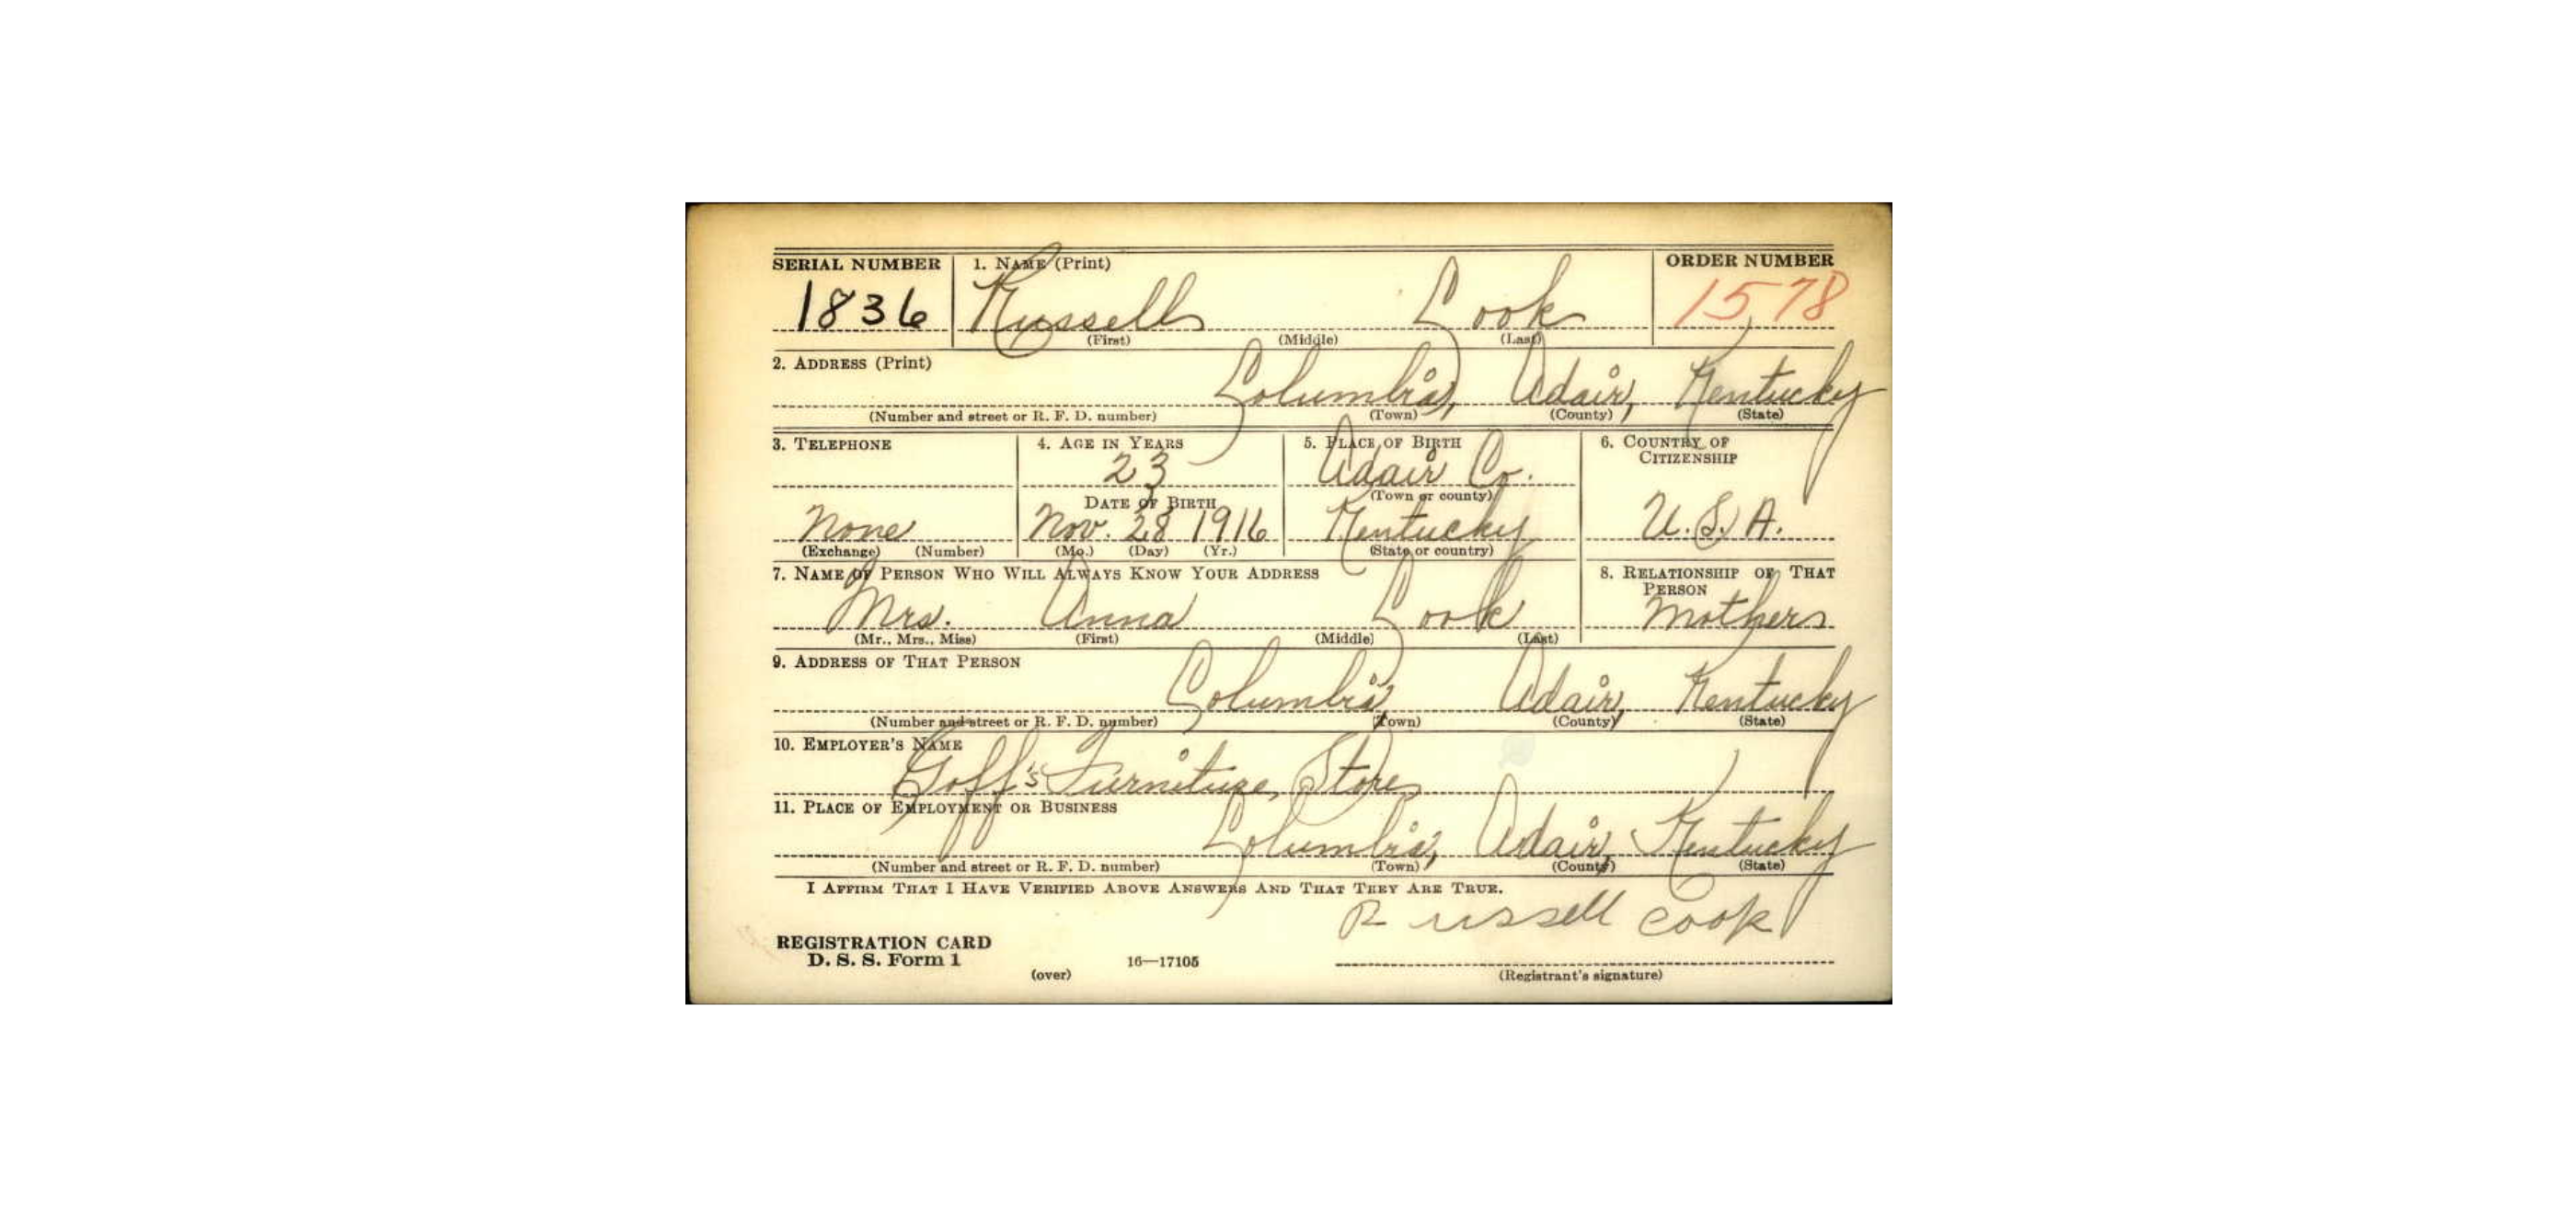 SERIAL NUMBER 1. NAME (Print) ORDER NUMBER
1836 Russell Cook 1578
(First) (Middle) (Last)
2. ADDRESS (Print)
Columbia, Adair, Kentucky
(Number and street or R. F. D. number) (Town) (County) (State)
3. TELEPHONE 4. AGE IN YEARS 5. PLACE OF BIRTH 6. COUNTRY OF CITIZENSHIP
23 Adair Co.
DATE OF BIRTH (Town or county)
None Nov. 28 1916 Kentucky U.S.A.
(Exchange) (Number) (Mo.) (Day) (Yr.) (State or country)
7. NAME OF PERSON WHO WILL ALWAYS KNOW YOUR ADDRESS 8. RELATIONSHIP OF THAT PERSON
Mrs. Anna Cook Mother
(Mr., Mrs., Miss) (First) (Middle) (Last)
9. ADDRESS OF THAT PERSON
Columbia, Adair, Kentucky
(Number and street or R. F. D. number) (Town) (County) (State)
10. EMPLOYER'S NAME
Goff's Furniture Store
11. PLACE OF EMPLOYMENT OR BUSINESS
Columbia, Adair, Kentucky
(Number and street or R. F. D. number) (Town) (County) (State)
I AFFIRM THAT I HAVE VERIFIED ABOVE ANSWERS AND THAT THEY ARE TRUE.
Russell Cook
REGISTRATION CARD
D. S. S. Form 1 16—17105
(over) (Registrant's signature)